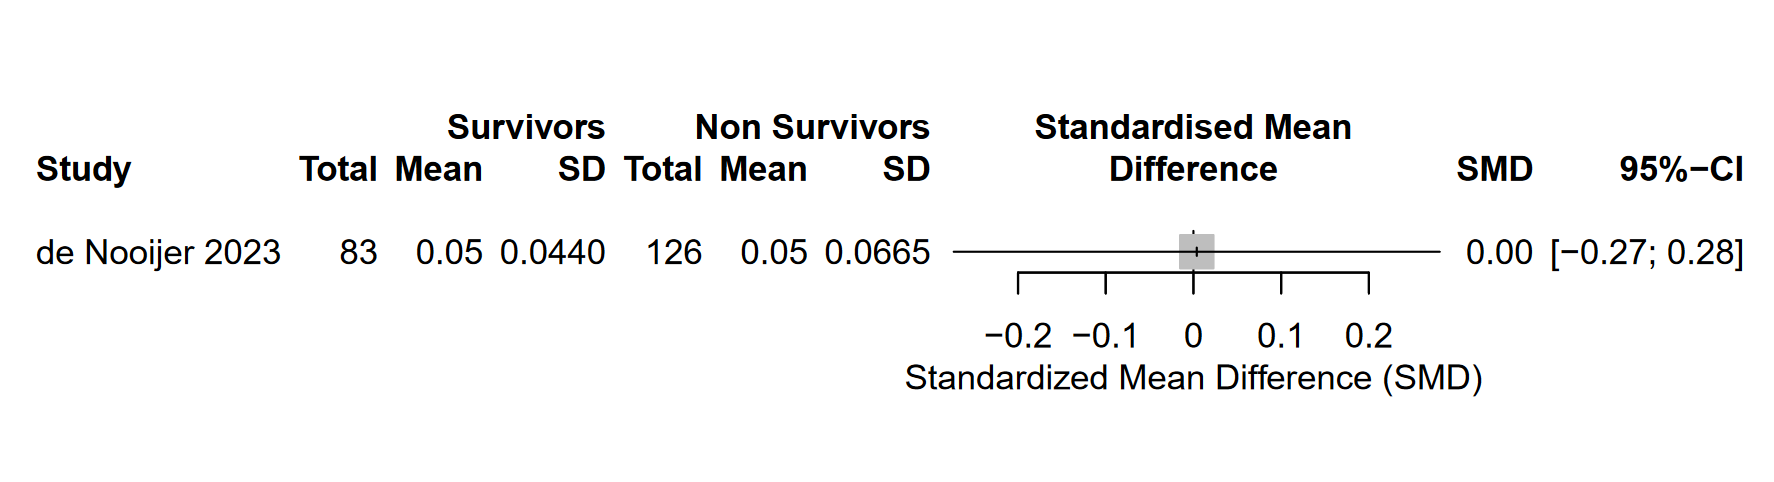 Survivors Non Survivors Standardised Mean
Study Total Mean SD Total Mean SD Difference SMD 95%−CI
de Nooijer 2023 83 0.05 0.0440 126 0.05 0.0665 0.00 [−0.27; 0.28]
−0.2 −0.1 0 0.1 0.2
Standardized Mean Difference (SMD)